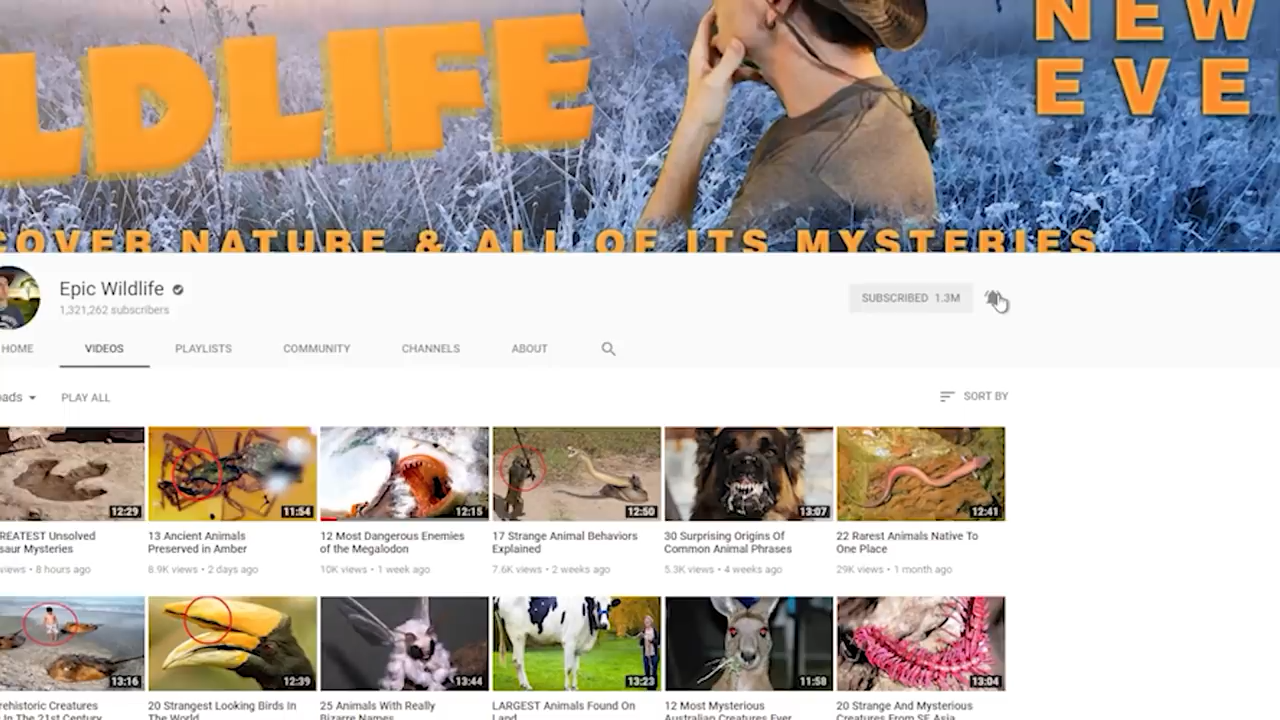 NEW
LDLIFE
EVE
COVER NATURE & ALL OF ITS MYSTERIES
Epic Wildlife
1,321,262 subscribers
SUBSCRIBED 1.3M
HOME VIDEOS PLAYLISTS COMMUNITY CHANNELS ABOUT
oads PLAY ALL SORT BY
12:29 11:54 12:15 12:50 13:07 12:41
REATEST Unsolved
saur Mysteries
views • 8 hours ago
13 Ancient Animals
Preserved in Amber
8.9K views • 2 days ago
12 Most Dangerous Enemies
of the Megalodon
10K views • 1 week ago
17 Strange Animal Behaviors
Explained
7.6K views • 2 weeks ago
30 Surprising Origins Of
Common Animal Phrases
5.3K views • 4 weeks ago
22 Rarest Animals Native To
One Place
29K views • 1 month ago
13:16 12:39 13:44 13:23 11:58 13:04
rehistoric Creatures
In The 21st Century
20 Strangest Looking Birds In
The World
25 Animals With Really
Bizarre Names
LARGEST Animals Found On
Land
12 Most Mysterious
Australian Creatures Ever
20 Strange And Mysterious
Creatures From SE Asia